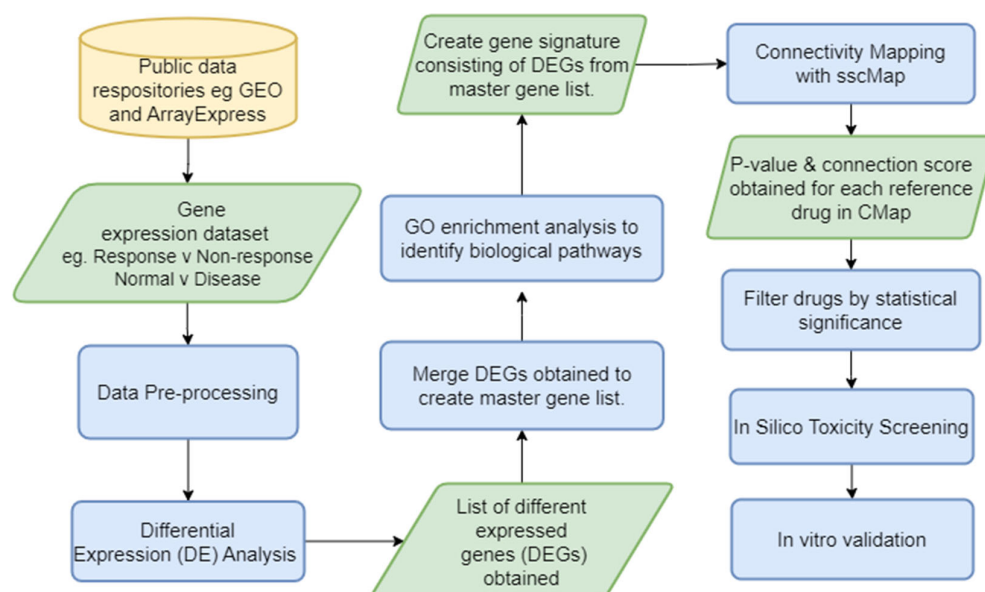 Public data
respositories eg GEO
and ArrayExpress
Gene
expression dataset
eg. Response v Non-response
Normal v Disease
Data Pre-processing
Differential
Expression (DE) Analysis
List of different
expressed
genes (DEGs)
obtained
Merge DEGs obtained to
create master gene list.
GO enrichment analysis to
identify biological pathways
Create gene signature
consisting of DEGs from
master gene list.
Connectivity Mapping
with sscMap
P-value & connection score
obtained for each reference
drug in CMap
Filter drugs by statistical
significance
In Silico Toxicity Screening
In vitro validation